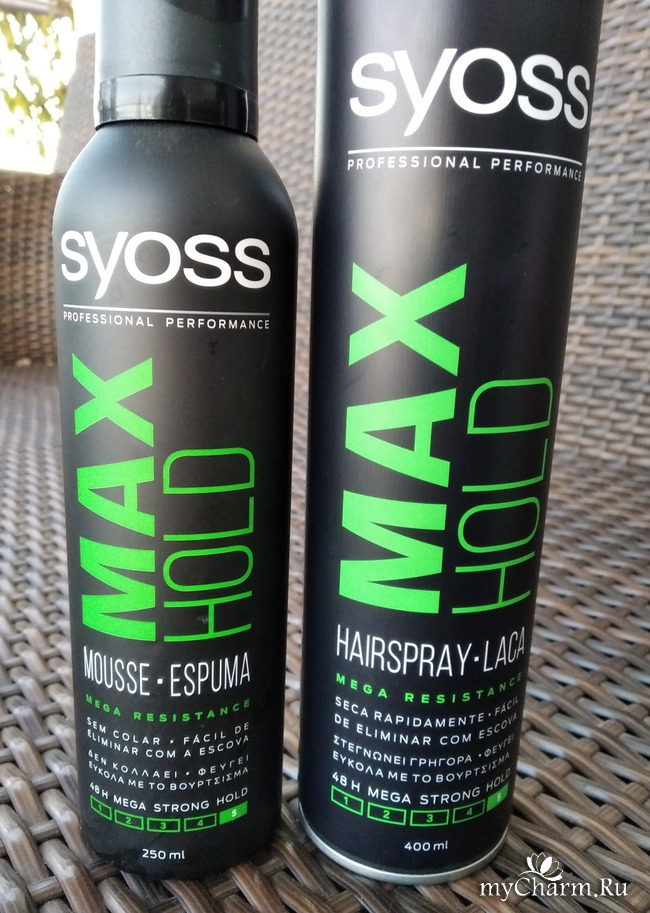 syoss
PROFESSIONAL PERFORMANCE
MAX
HOLD
MOUSSE • ESPUMA
MEGA RESISTANCE
SEM COLAR • FÁCIL DE
ELIMINAR COM A ESCOVA
ΔΕΝ ΚΟΛΛΑΕΙ • ΦΕΥΓΕΙ
ΕΥΚΟΛΑ ΜΕ ΤΟ ΒΟΥΡΤΣΙΣΜΑ
48H MEGA STRONG HOLD
1 2 3 4 5
250 ml
syoss
PROFESSIONAL PERFORMANCE
MAX
HOLD
HAIRSPRAY • LACA
MEGA RESISTANCE
SECA RAPIDAMENTE • FÁCIL
DE ELIMINAR COM ESCOVA
ΣΤΕΓΝΩΝΕΙ ΓΡΗΓΟΡΑ • ΦΕΥΓΕΙ
ΕΥΚΟΛΑ ΜΕ ΤΟ ΒΟΥΡΤΣΙΣΜΑ
48H MEGA STRONG HOLD
1 2 3 4 5
400 ml
myCharm.Ru